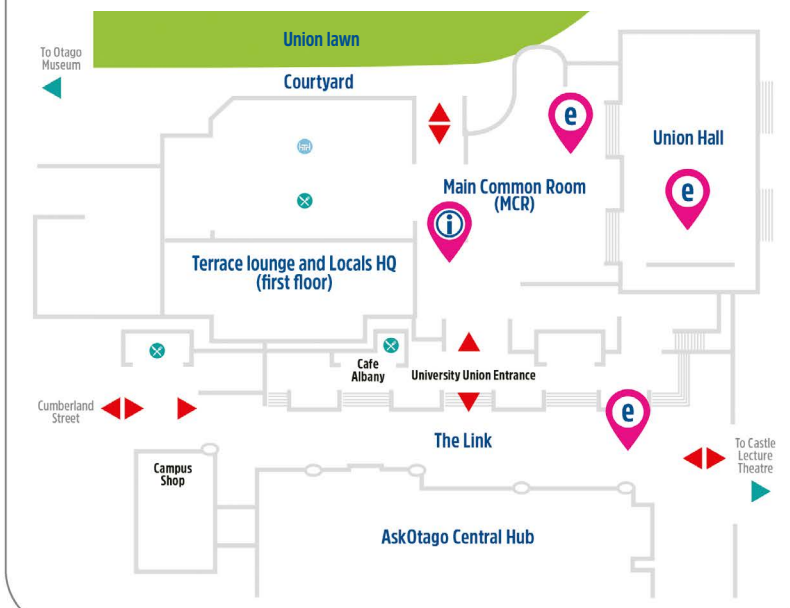 Union lawn
To Otago
Museum
Courtyard
e
Union Hall
Main Common Room
(MCR)
e
i
Terrace lounge and Locals HQ
(first floor)
Cafe
Albany
University Union Entrance
Cumberland
Street
e
The Link
To Castle
Lecture
Theatre
Campus
Shop
AskOtago Central Hub